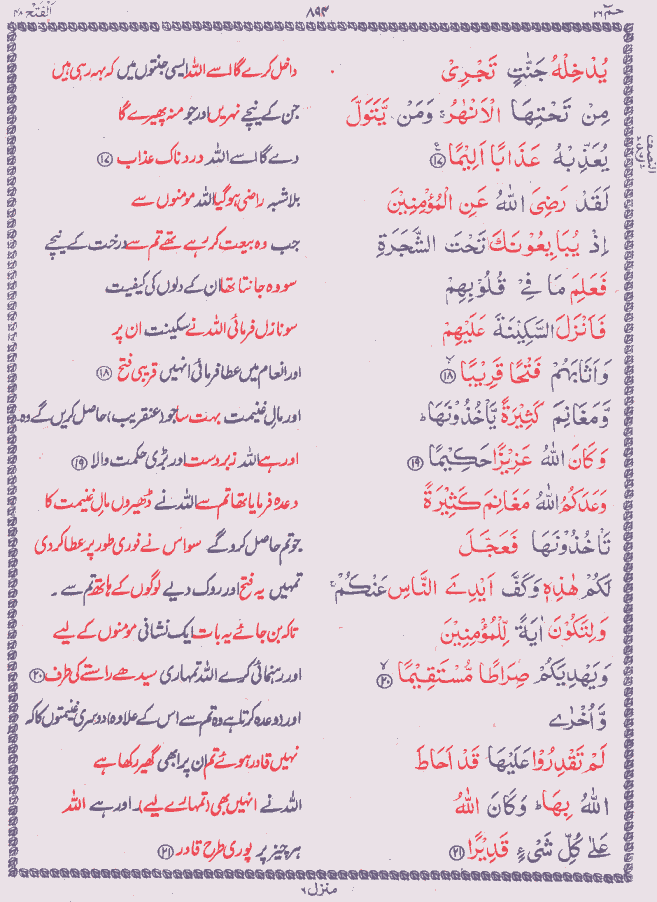 حٰمٓ ۲۶ ۸۹۴ اَلْفَتْح ۴۸
يُدْخِلْهُ جَنّٰتٍ تَجْرِىْ داخل کرے گا اسے اللہ ایسی جنتوں میں کہ بہہ رہی ہیں
مِنْ تَحْتِهَا الْاَنْهٰرُ ۚ وَمَنْ يَّتَوَلَّ جن کے نیچے نہریں اور جو منہ پھیرے گا
يُعَذِّبْهُ عَذَابًا اَلِيْمًا ۱۷ دے گا اسے اللہ دردناک عذاب ۱۷
لَقَدْ رَضِىَ اللّٰهُ عَنِ الْمُؤْمِنِيْنَ بلاشبہ راضی ہوگیا اللہ مومنوں سے
اِذْ يُبَايِعُوْنَكَ تَحْتَ الشَّجَرَةِ جب وہ بیعت کررہے تھے تم سے درخت کے نیچے
فَعَلِمَ مَا فِىْ قُلُوْبِهِمْ سو وہ جانتا تھا ان کے دلوں کی کیفیت
فَاَنْزَلَ السَّكِيْنَةَ عَلَيْهِمْ سو نازل فرمائی اللہ نے سکینت ان پر
وَاَثَابَهُمْ فَتْحًا قَرِيْبًا ۱۸ اور انعام میں عطا فرمائی انہیں قریبی فتح ۱۸
وَّمَغَانِمَ كَثِيْرَةً يَّاْخُذُوْنَهَا ؕ اور مالِ غنیمت بہت سا جو (عنقریب) حاصل کریں گے وہ۔
وَكَانَ اللّٰهُ عَزِيْزًا حَكِيْمًا ۱۹ اور ہے اللہ زبردست اور بڑی حکمت والا ۱۹
وَعَدَكُمُ اللّٰهُ مَغَانِمَ كَثِيْرَةً وعدہ فرمایا تھا تم سے اللہ نے ڈھیروں مالِ غنیمت کا
تَاْخُذُوْنَهَا فَعَجَّلَ جو تم حاصل کرو گے سو اس نے فوری طور پر عطا کردی
لَكُمْ هٰذِهٖ وَكَفَّ اَيْدِىَ النَّاسِ عَنْكُمْ ۚ تمہیں یہ فتح اور روک دیے لوگوں کے ہاتھ تم سے۔
وَلِتَكُوْنَ اٰيَةً لِّلْمُؤْمِنِيْنَ تاکہ بن جائے یہ بات ایک نشانی مومنوں کے لیے
وَيَهْدِيَكُمْ صِرَاطًا مُّسْتَقِيْمًا ۲۰ اور رہنمائی کرے اللہ تمہاری سیدھے راستے کی طرف ۲۰
وَّاُخْرٰى اور (وعدہ کرتا ہے وہ تم سے اس کے علاوہ) دوسری غنیمتوں کا کہ
لَمْ تَقْدِرُوْا عَلَيْهَا قَدْ اَحَاطَ نہیں قادر ہوئے تم ان پر ابھی گھیر رکھا ہے
اللّٰهُ بِهَا ؕ وَكَانَ اللّٰهُ اللہ نے انہیں بھی (تمہارے لیے)۔ اور ہے اللہ
عَلٰى كُلِّ شَىْءٍ قَدِيْرًا ۲۱ ہر چیز پر پوری طرح قادر ۲۱
منزل ۶